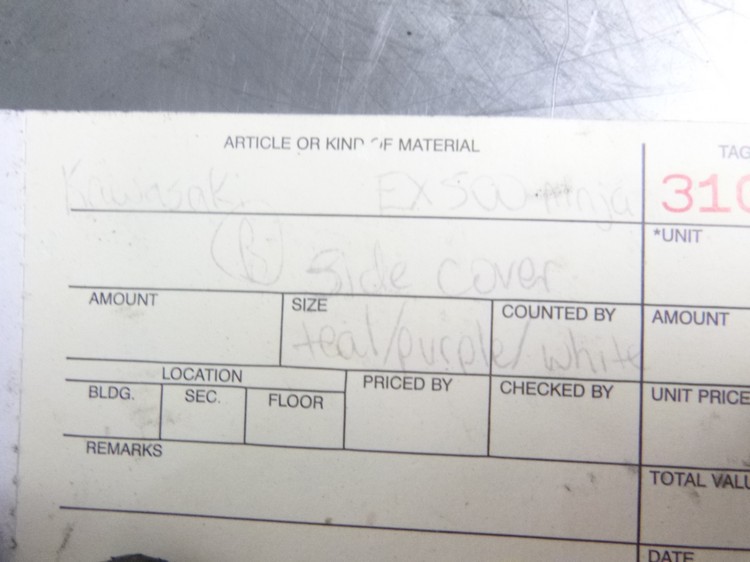 ARTICLE OR KIND OF MATERIAL TAG
Kawasaki EX500 Ninja 310
*UNIT
side cover
AMOUNT SIZE COUNTED BY AMOUNT
teal/purple/white
LOCATION PRICED BY CHECKED BY UNIT PRICE
BLDG. SEC. FLOOR
REMARKS
TOTAL VALU
DATE